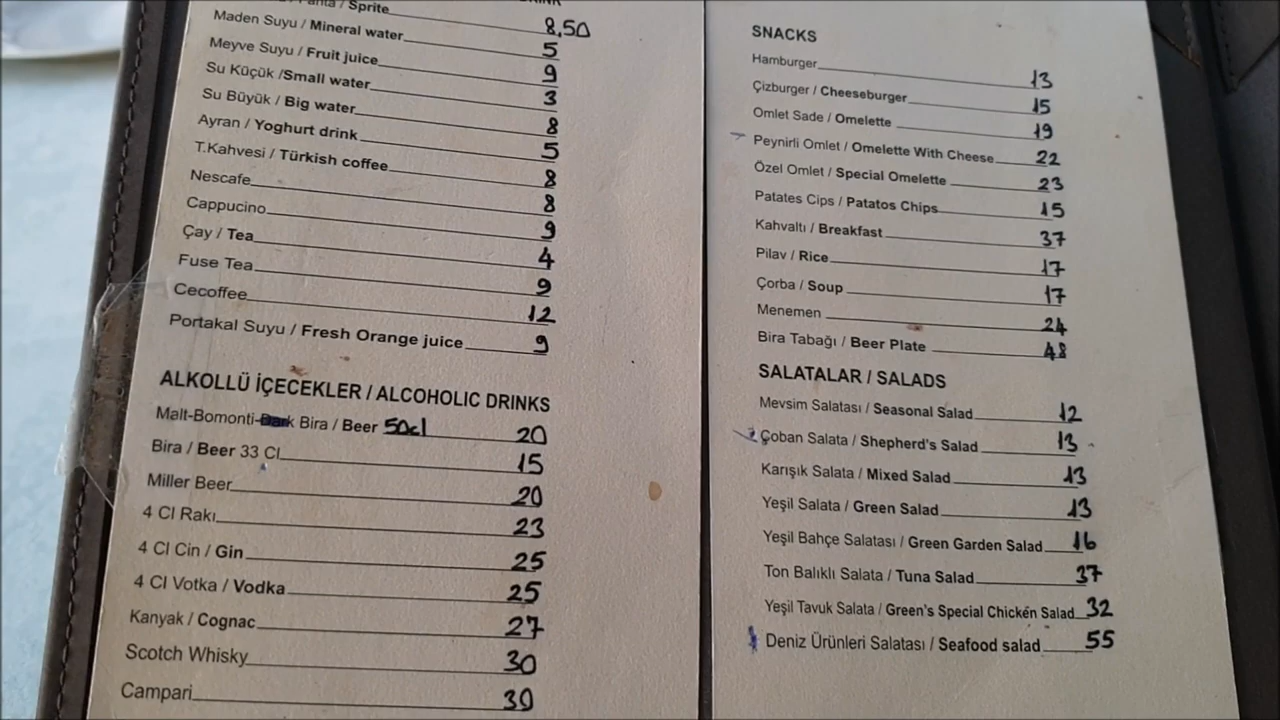 / Sprite 8,50
Maden Suyu / Mineral water 5
Meyve Suyu / Fruit juice 9
Su Küçük /Small water 3
Su Büyük / Big water 8
Ayran / Yoghurt drink 5
T.Kahvesi / Türkish coffee 8
Nescafe 8
Cappucino 9
Çay / Tea 4
Fuse Tea 9
Cecoffee 12
Portakal Suyu / Fresh Orange juice 9
ALKOLLÜ İÇECEKLER / ALCOHOLIC DRINKS
Malt-Bomonti-Dark Bira / Beer 50cl 20
Bira / Beer 33 Cl 15
Miller Beer 20
4 Cl Rakı 23
4 Cl Cin / Gin 25
4 Cl Votka / Vodka 25
Kanyak / Cognac 27
Scotch Whisky 30
Campari 30
SNACKS
Hamburger 13
Çizburger / Cheeseburger 15
Omlet Sade / Omelette 19
Peynirli Omlet / Omelette With Cheese 22
Özel Omlet / Special Omelette 23
Patates Cips / Patatos Chips 15
Kahvaltı / Breakfast 37
Pilav / Rice 17
Çorba / Soup 17
Menemen 24
Bira Tabağı / Beer Plate 48
SALATALAR / SALADS
Mevsim Salatası / Seasonal Salad 12
Çoban Salata / Shepherd's Salad 13
Karışık Salata / Mixed Salad 13
Yeşil Salata / Green Salad 13
Yeşil Bahçe Salatası / Green Garden Salad 16
Ton Balıklı Salata / Tuna Salad 37
Yeşil Tavuk Salata / Green's Special Chicken Salad 32
Deniz Ürünleri Salatası / Seafood salad 55